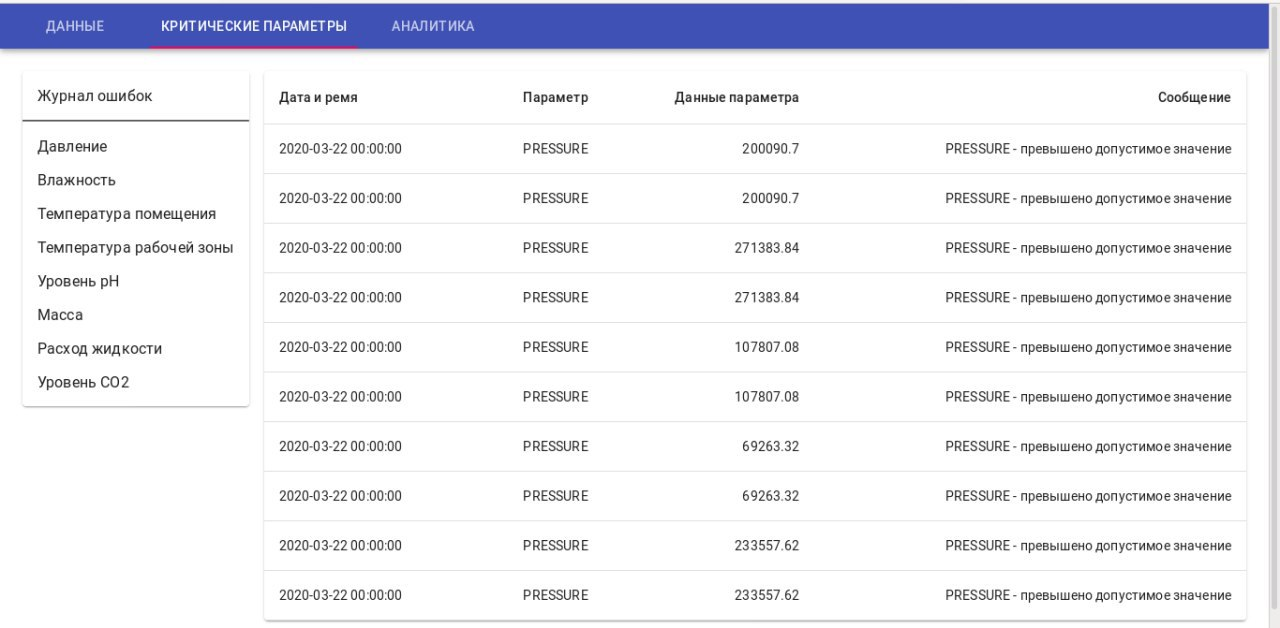 ДАННЫЕ КРИТИЧЕСКИЕ ПАРАМЕТРЫ АНАЛИТИКА
Журнал ошибок
Давление
Влажность
Температура помещения
Температура рабочей зоны
Уровень pH
Масса
Расход жидкости
Уровень CO2
Дата и ремя Параметр Данные параметра Сообщение
2020-03-22 00:00:00 PRESSURE 200090.7 PRESSURE - превышено допустимое значение
2020-03-22 00:00:00 PRESSURE 200090.7 PRESSURE - превышено допустимое значение
2020-03-22 00:00:00 PRESSURE 271383.84 PRESSURE - превышено допустимое значение
2020-03-22 00:00:00 PRESSURE 271383.84 PRESSURE - превышено допустимое значение
2020-03-22 00:00:00 PRESSURE 107807.08 PRESSURE - превышено допустимое значение
2020-03-22 00:00:00 PRESSURE 107807.08 PRESSURE - превышено допустимое значение
2020-03-22 00:00:00 PRESSURE 69263.32 PRESSURE - превышено допустимое значение
2020-03-22 00:00:00 PRESSURE 69263.32 PRESSURE - превышено допустимое значение
2020-03-22 00:00:00 PRESSURE 233557.62 PRESSURE - превышено допустимое значение
2020-03-22 00:00:00 PRESSURE 233557.62 PRESSURE - превышено допустимое значение